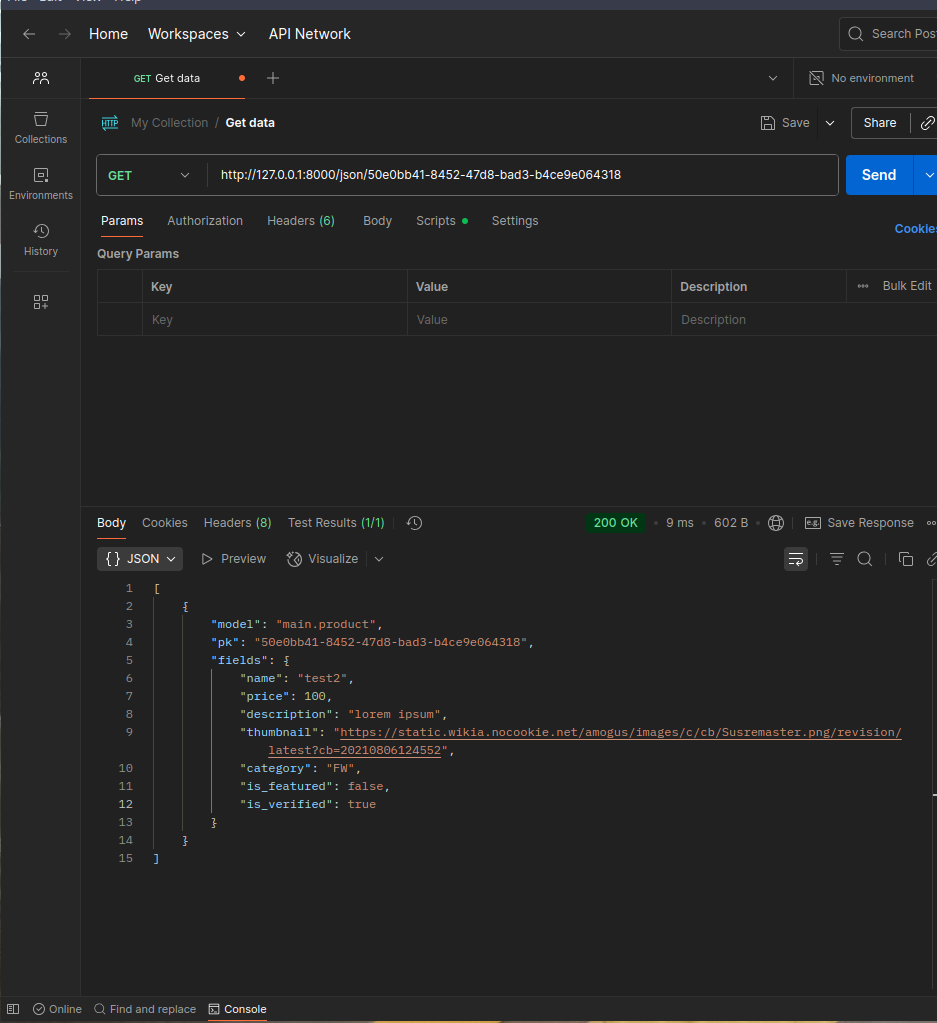 Home Workspaces API Network Search Pos
GET Get data No environment
HTTP My Collection / Get data Save Share
Collections
Environments
History
GET http://127.0.0.1:8000/json/50e0bb41-8452-47d8-bad3-b4ce9e064318 Send
Params Authorization Headers (6) Body Scripts Settings
Cookies
Query Params
Key Value Description Bulk Edit
Key Value Description
Body Cookies Headers (8) Test Results (1/1) 200 OK 9 ms 602 B e.g. Save Response
{} JSON Preview Visualize
1 [
2 {
3 "model": "main.product",
4 "pk": "50e0bb41-8452-47d8-bad3-b4ce9e064318",
5 "fields": {
6 "name": "test2",
7 "price": 100,
8 "description": "lorem ipsum",
9 "thumbnail": "https://static.wikia.nocookie.net/amogus/images/c/cb/Susremaster.png/revision/
latest?cb=20210806124552",
10 "category": "FW",
11 "is_featured": false,
12 "is_verified": true
13 }
14 }
15 ]
Online Find and replace Console